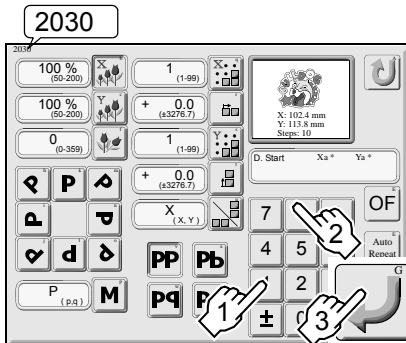 2030
2030
100 %
(50-200)
X
1
(1-99)
X
100 %
(50-200)
Y
+ 0.0
(±3276.7)
X: 102.4 mm
Y: 113.8 mm
Steps: 10
0
(0-359)
1
(1-99)
Y
D. Start Xa * Ya *
+ 0.0
(±3276.7)
P P P
P P
P P P
X
(X, Y)
7
OF
4 5
Auto
Repeat
PP Pb
2
G
P
(p,q)
M
Pq
± 0
1
2
3